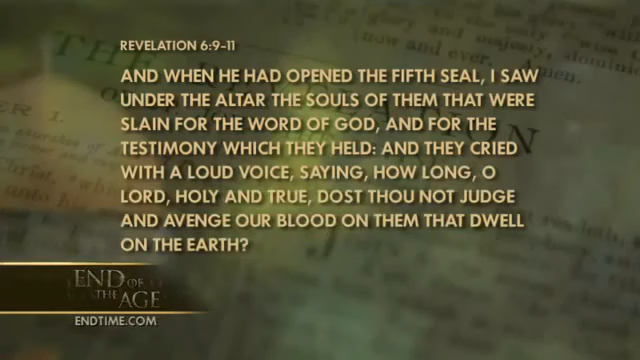 REVELATION 6:9-11
AND WHEN HE HAD OPENED THE FIFTH SEAL, I SAW
UNDER THE ALTAR THE SOULS OF THEM THAT WERE
SLAIN FOR THE WORD OF GOD, AND FOR THE
TESTIMONY WHICH THEY HELD: AND THEY CRIED
WITH A LOUD VOICE, SAYING, HOW LONG, O
LORD, HOLY AND TRUE, DOST THOU NOT JUDGE
AND AVENGE OUR BLOOD ON THEM THAT DWELL
ON THE EARTH?
END OF
THE AGE
ENDTIME.COM